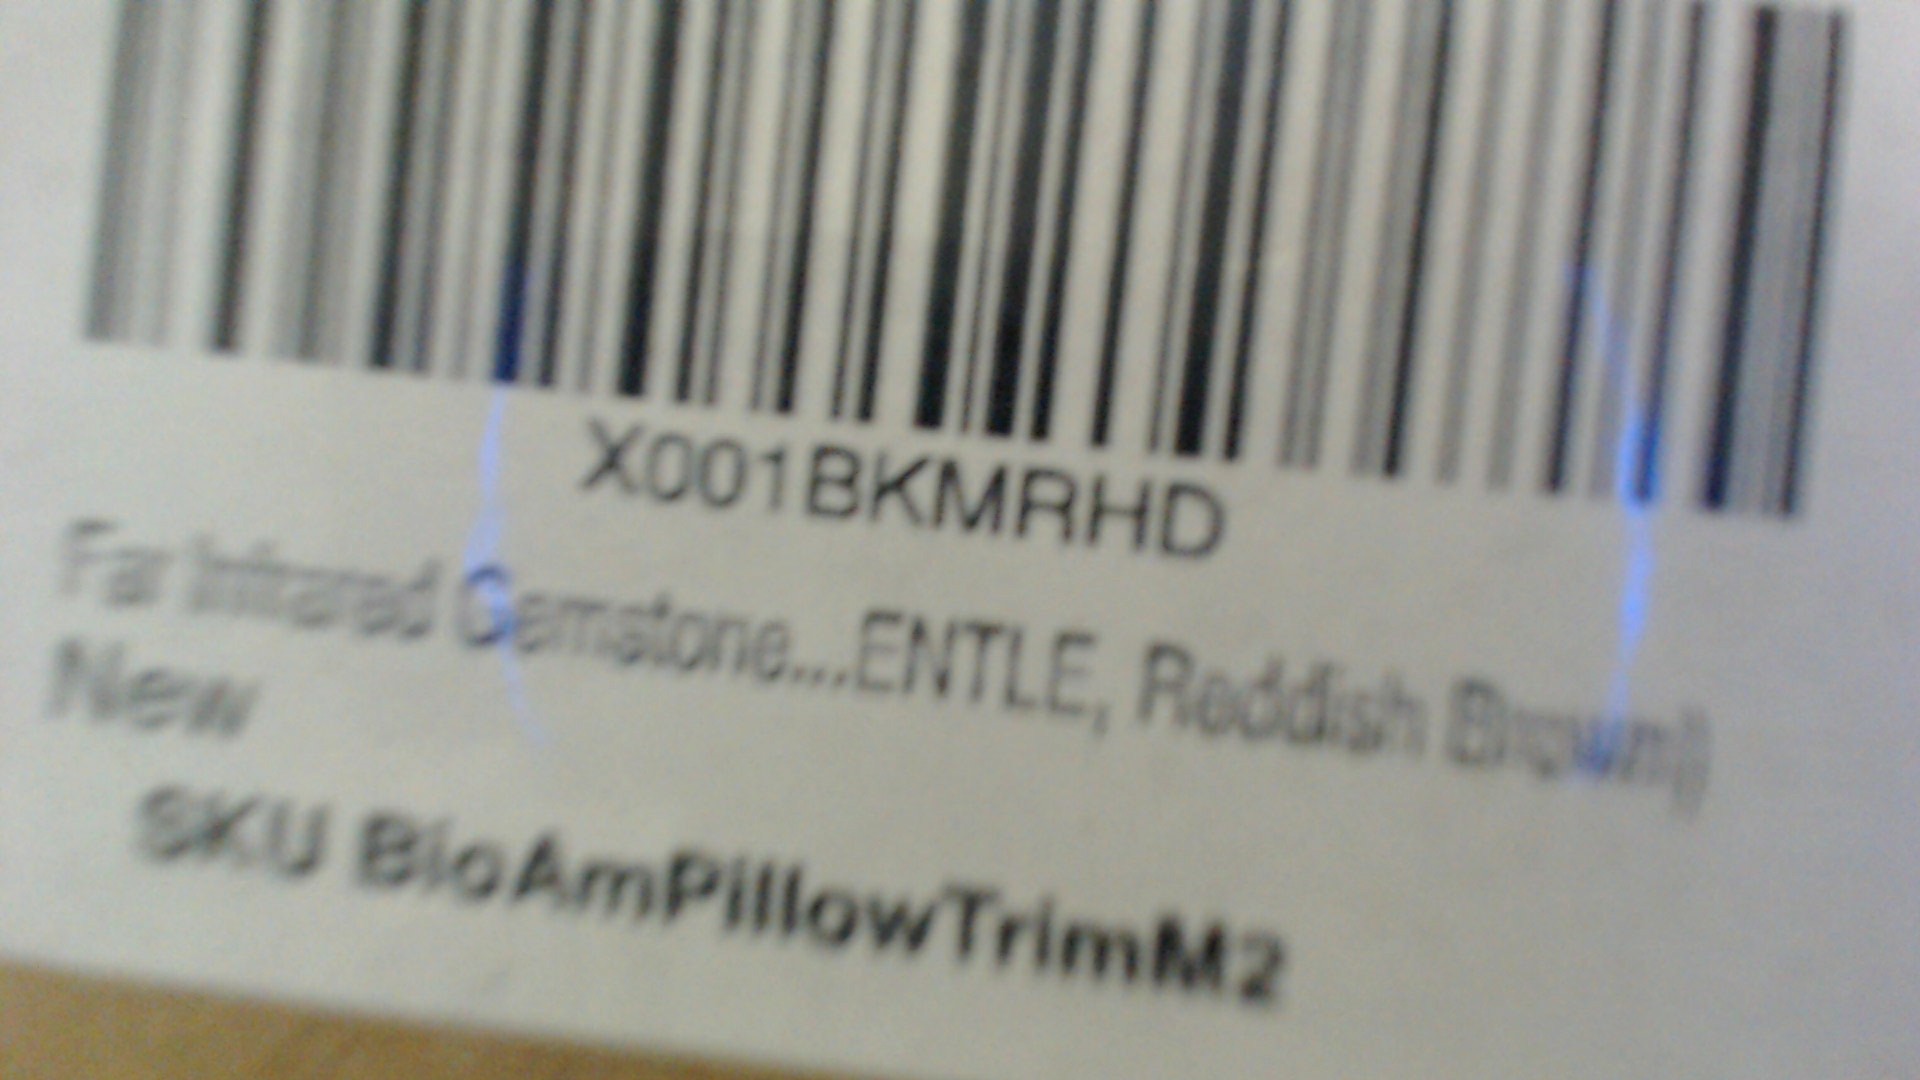 X001BKMRHD
Far Infrared Gemstone...ENTLE, Reddish Brown)
New
SKU BioAmPillowTrimM2